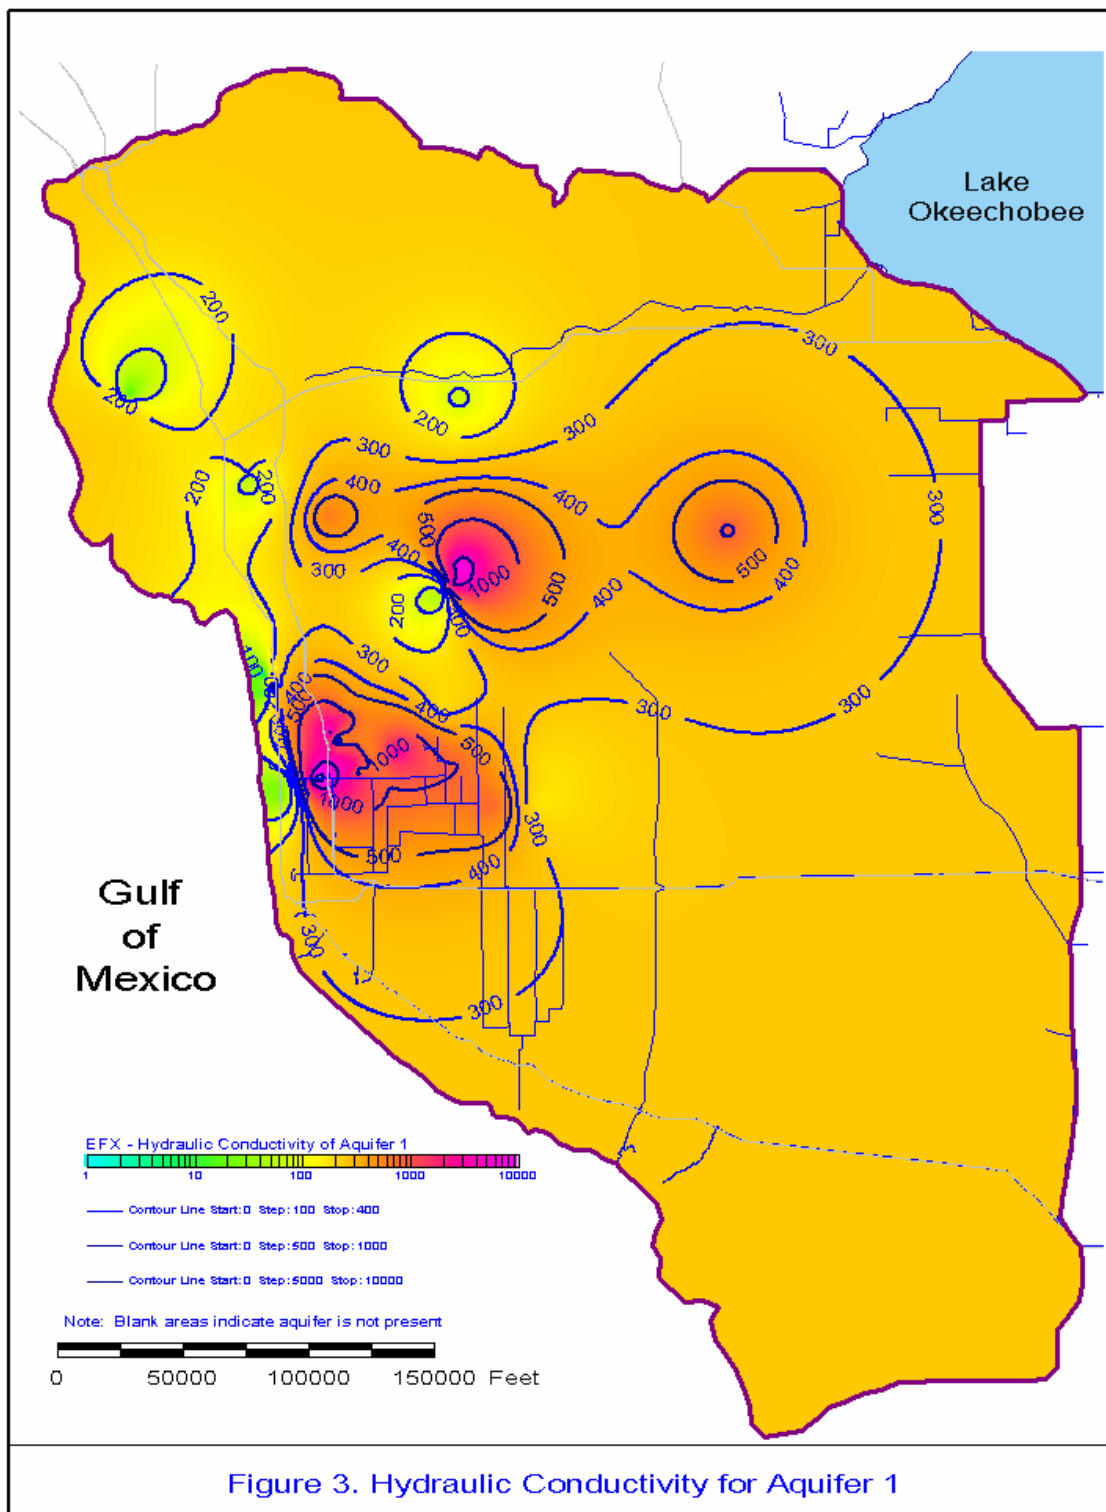 Lake
Okeechobee
200
300
200
200
300
300
400
400
200
200
300
500
500
400
300
1000
500
400
400
200
300
100
300
400
400
300
300
500
500
1000
1000
300
500
400
300
300
Gulf
of
Mexico
EFX - Hydraulic Conductivity of Aquifer 1
1 10 100 1000 10000
Contour Line Start:0 Step:100 Stop:400
Contour Line Start:0 Step:500 Stop:1000
Contour Line Start:0 Step:5000 Stop:10000
Note: Blank areas indicate aquifer is not present
0 50000 100000 150000 Feet
Figure 3. Hydraulic Conductivity for Aquifer 1